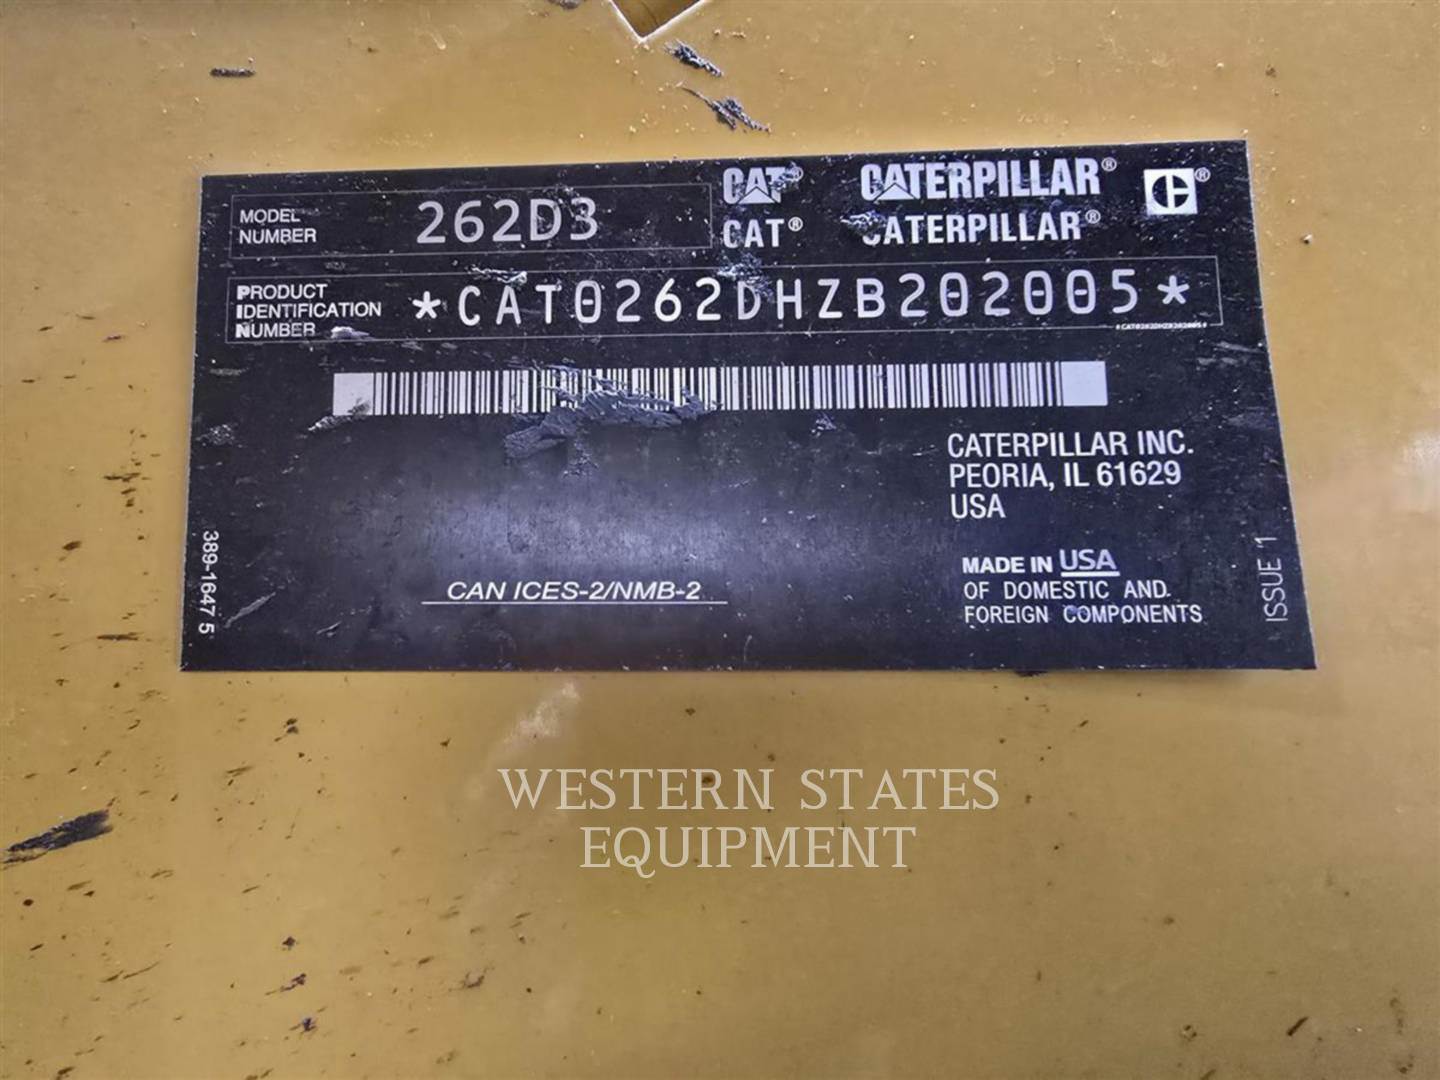 MODEL
NUMBER
262D3
CAT® CATERPILLAR® ®
CAT® CATERPILLAR®
PRODUCT
IDENTIFICATION
NUMBER
*CAT0262DHZB202005*
*CAT0262DHZB202005*
CATERPILLAR INC.
PEORIA, IL 61629
USA
MADE IN USA
OF DOMESTIC AND
FOREIGN COMPONENTS
CAN ICES-2/NMB-2
389-1647 5
ISSUE 1
WESTERN STATES
EQUIPMENT